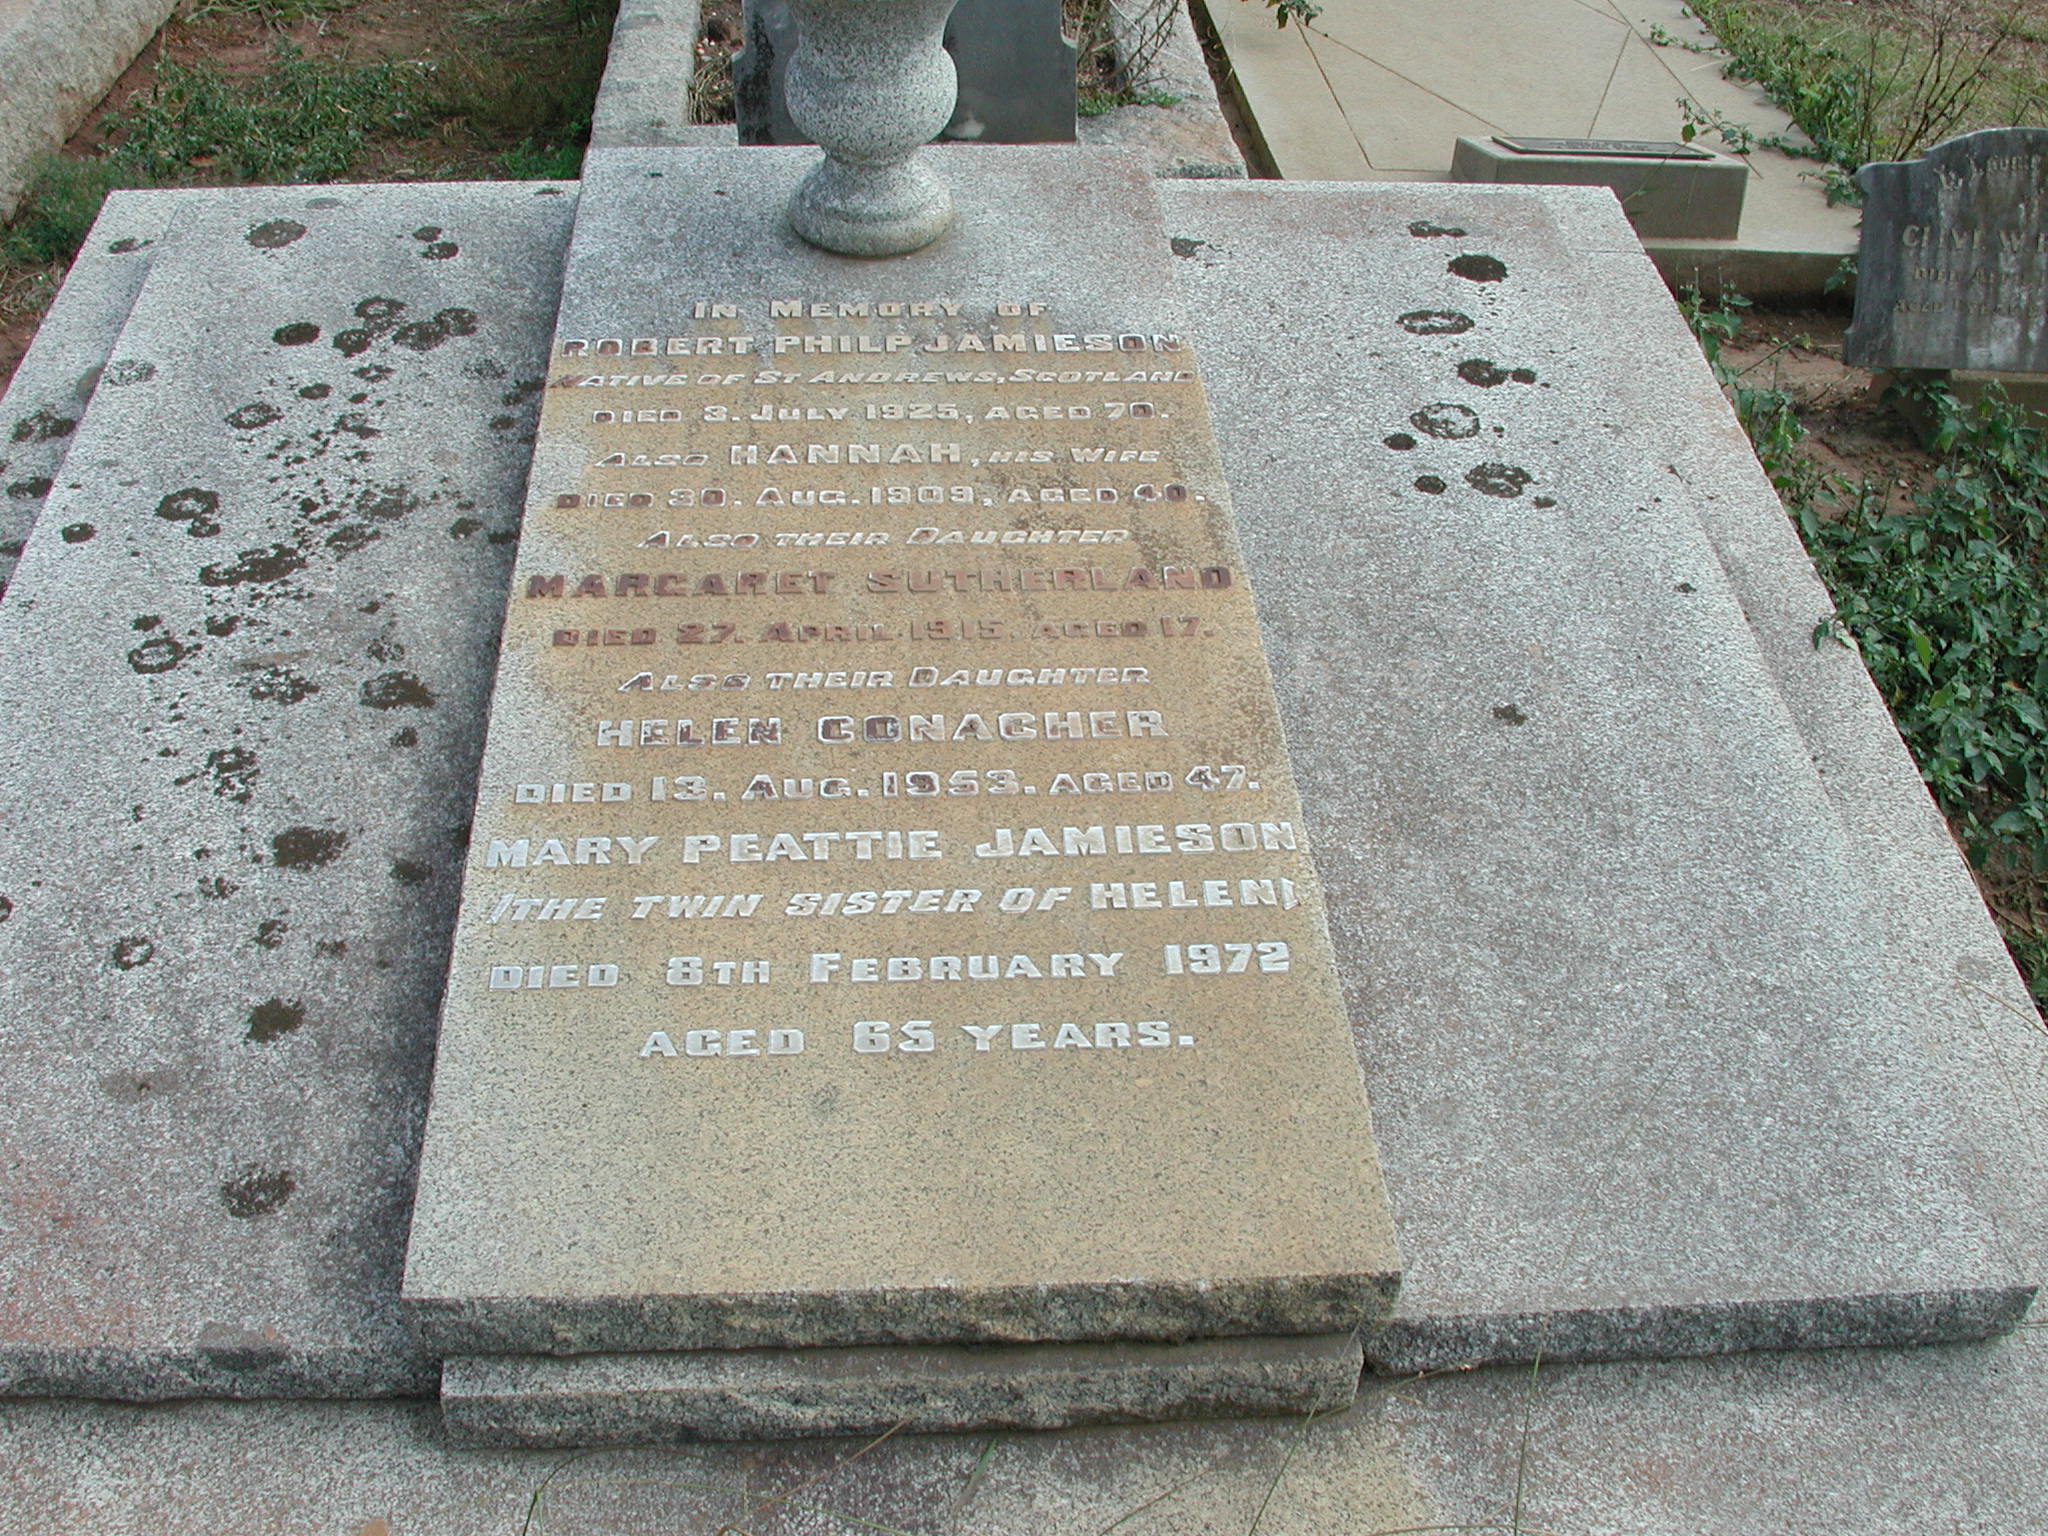 IN MEMORY OF
ROBERT PHILP JAMIESON
NATIVE OF ST ANDREWS, SCOTLAND
DIED 3. JULY 1925, AGED 70.
ALSO HANNAH, HIS WIFE
DIED 30. AUG. 1909, AGED 40.
ALSO THEIR DAUGHTER
MARGARET SUTHERLAND
DIED 27. APRIL 1915. AGED 17.
ALSO THEIR DAUGHTER
HELEN CONACHER
DIED 13. AUG. 1953. AGED 47.
MARY PEATTIE JAMIESON
(THE TWIN SISTER OF HELEN)
DIED 8TH FEBRUARY 1972
AGED 65 YEARS.
DIED
AGED